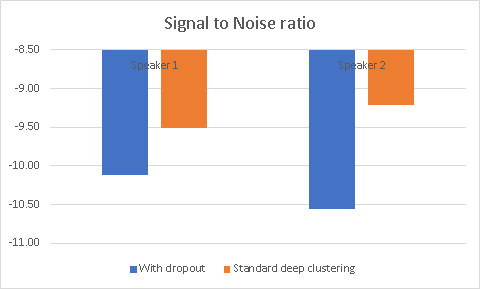 Signal to Noise ratio
-8.50
Speaker 1 Speaker 2
-9.00
-9.50
-10.00
-10.50
-11.00
With dropout Standard deep clustering